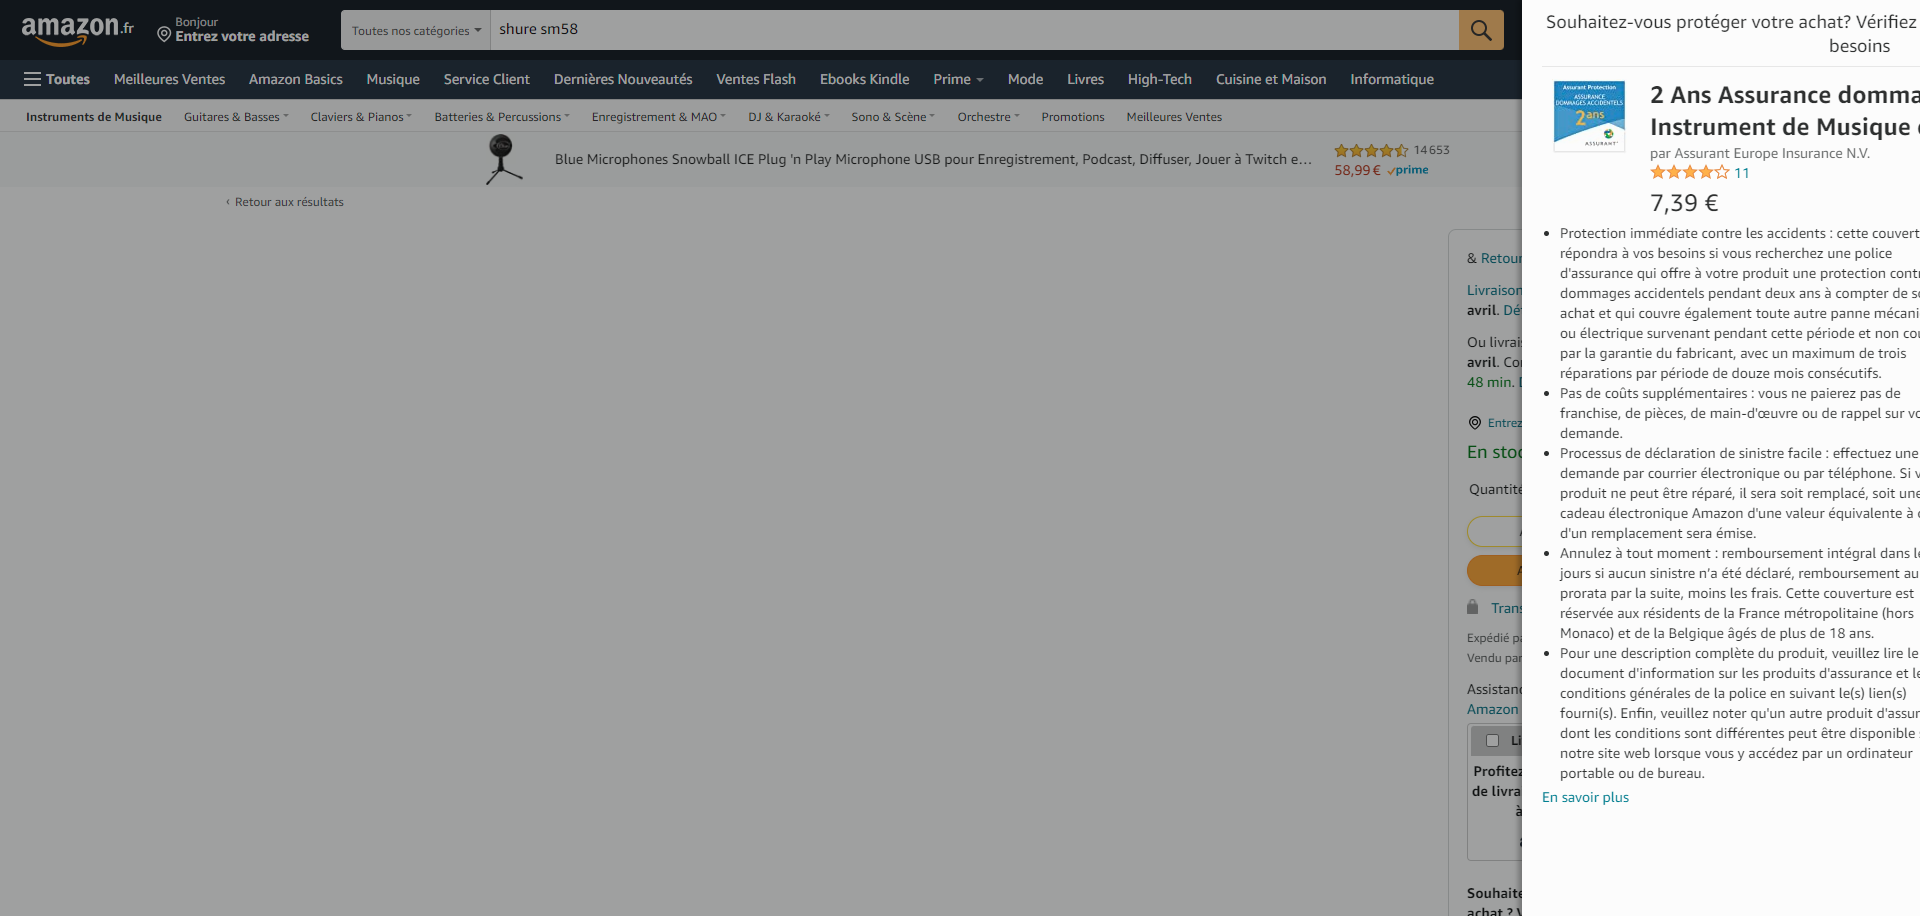 amazon.fr
Bonjour
Entrez votre adresse
Toutes nos catégories
shure sm58
Toutes
Meilleures Ventes
Amazon Basics
Musique
Service Client
Dernières Nouveautés
Ventes Flash
Ebooks Kindle
Prime
Mode
Livres
High-Tech
Cuisine et Maison
Informatique
Instruments de Musique
Guitares & Basses
Claviers & Pianos
Batteries & Percussions
Enregistrement & MAO
DJ & Karaoké
Sono & Scène
Orchestre
Promotions
Meilleures Ventes
Blue Microphones Snowball ICE Plug 'n Play Microphone USB pour Enregistrement, Podcast, Diffuser, Jouer à Twitch e…
14 653
58,99 € prime
‹ Retour aux résultats
& Retour
Livraison
avril. Dé
Ou livrai
avril. Co
48 min. D
Entrez
En stoc
Quantité
Trans
Expédié pa
Vendu par
Assistanc
Amazon
Li
Profitez
de livra
à
Souhaite
achat ? V
Souhaitez-vous protéger votre achat? Vérifiez
besoins
Assurant Protection
ASSURANCE
DOMMAGES ACCIDENTELS
2 ans
ASSURANT
2 Ans Assurance domma
Instrument de Musique
par Assurant Europe Insurance N.V.
11
7,39 €
• Protection immédiate contre les accidents : cette couvert
répondra à vos besoins si vous recherchez une police
d'assurance qui offre à votre produit une protection contr
dommages accidentels pendant deux ans à compter de so
achat et qui couvre également toute autre panne mécani
ou électrique survenant pendant cette période et non cou
par la garantie du fabricant, avec un maximum de trois
réparations par période de douze mois consécutifs.
• Pas de coûts supplémentaires : vous ne paierez pas de
franchise, de pièces, de main-d'œuvre ou de rappel sur vo
demande.
• Processus de déclaration de sinistre facile : effectuez une
demande par courrier électronique ou par téléphone. Si v
produit ne peut être réparé, il sera soit remplacé, soit une
cadeau électronique Amazon d'une valeur équivalente à c
d'un remplacement sera émise.
• Annulez à tout moment : remboursement intégral dans le
jours si aucun sinistre n’a été déclaré, remboursement au
prorata par la suite, moins les frais. Cette couverture est
réservée aux résidents de la France métropolitaine (hors
Monaco) et de la Belgique âgés de plus de 18 ans.
• Pour une description complète du produit, veuillez lire le
document d'information sur les produits d'assurance et le
conditions générales de la police en suivant le(s) lien(s)
fourni(s). Enfin, veuillez noter qu'un autre produit d'assur
dont les conditions sont différentes peut être disponible s
notre site web lorsque vous y accédez par un ordinateur
portable ou de bureau.
En savoir plus